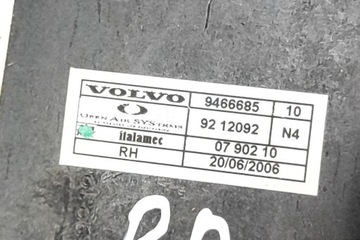 VOLVO 9466685 10
OPEN AIR SYSTEMS 92 12092 N4
italamec 07 902 10
RH 20/06/2006